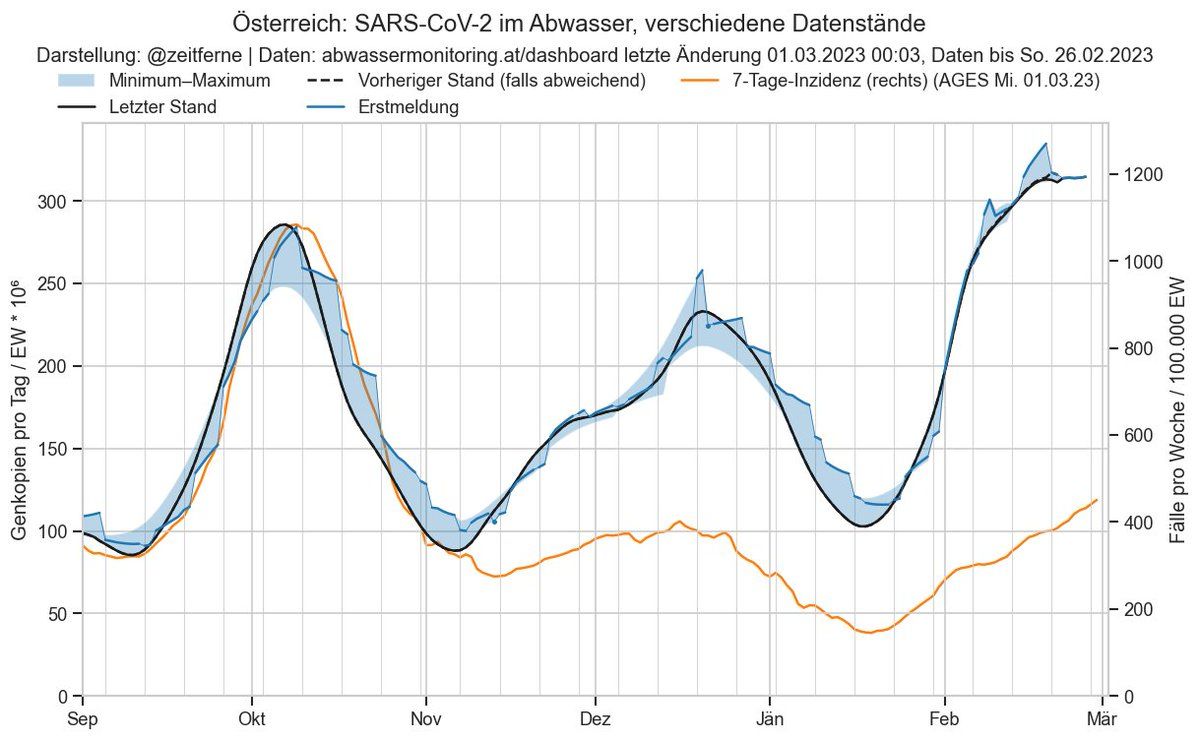 Österreich: SARS-CoV-2 im Abwasser, verschiedene Datenstände
Darstellung: @zeitferne | Daten: abwassermonitoring.at/dashboard letzte Änderung 01.03.2023 00:03, Daten bis So. 26.02.2023
Minimum–Maximum
Letzter Stand
Vorheriger Stand (falls abweichend)
Erstmeldung
7-Tage-Inzidenz (rechts) (AGES Mi. 01.03.23)
Genkopien pro Tag / EW * 10⁶
300
250
200
150
100
50
0
Fälle pro Woche / 100.000 EW
1200
1000
800
600
400
200
0
Sep Okt Nov Dez Jän Feb Mär